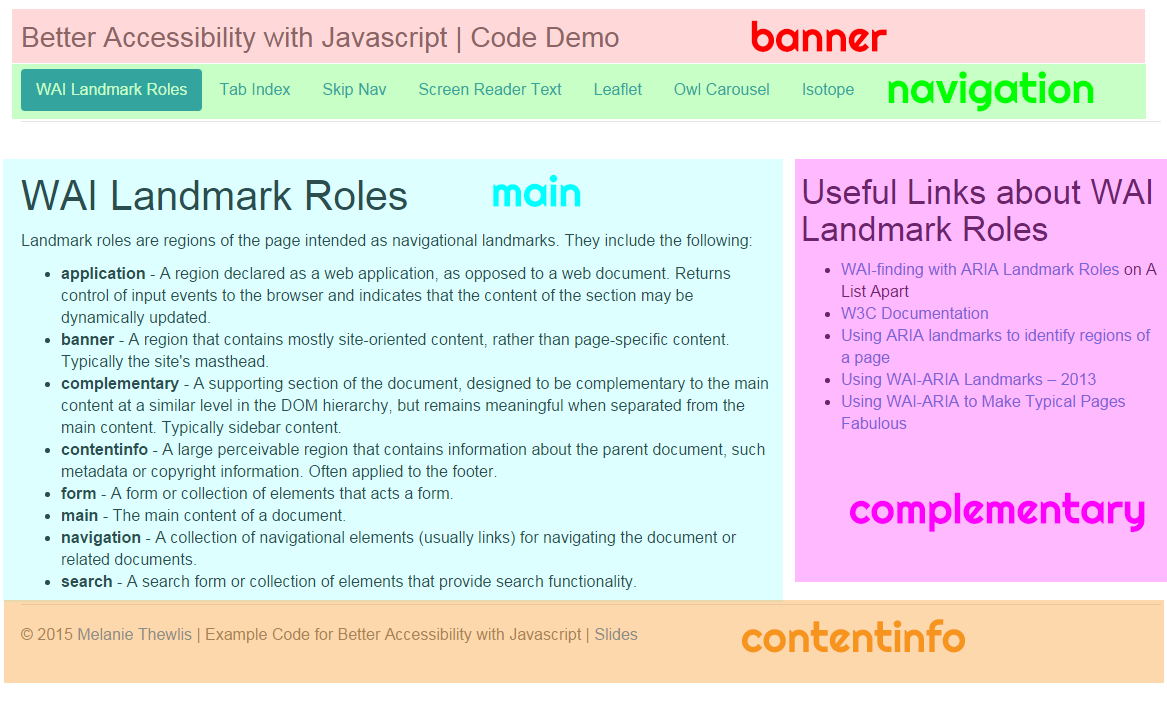 Better Accessibility with Javascript | Code Demo
banner
WAI Landmark Roles Tab Index Skip Nav Screen Reader Text Leaflet Owl Carousel Isotope
navigation
WAI Landmark Roles
main
Landmark roles are regions of the page intended as navigational landmarks. They include the following:
• application - A region declared as a web application, as opposed to a web document. Returns
control of input events to the browser and indicates that the content of the section may be
dynamically updated.
• banner - A region that contains mostly site-oriented content, rather than page-specific content.
Typically the site's masthead.
• complementary - A supporting section of the document, designed to be complementary to the main
content at a similar level in the DOM hierarchy, but remains meaningful when separated from the
main content. Typically sidebar content.
• contentinfo - A large perceivable region that contains information about the parent document, such
metadata or copyright information. Often applied to the footer.
• form - A form or collection of elements that acts a form.
• main - The main content of a document.
• navigation - A collection of navigational elements (usually links) for navigating the document or
related documents.
• search - A search form or collection of elements that provide search functionality.
Useful Links about WAI
Landmark Roles
• WAI-finding with ARIA Landmark Roles on A
List Apart
• W3C Documentation
• Using ARIA landmarks to identify regions of
a page
• Using WAI-ARIA Landmarks – 2013
• Using WAI-ARIA to Make Typical Pages
Fabulous
complementary
© 2015 Melanie Thewlis | Example Code for Better Accessibility with Javascript | Slides
contentinfo